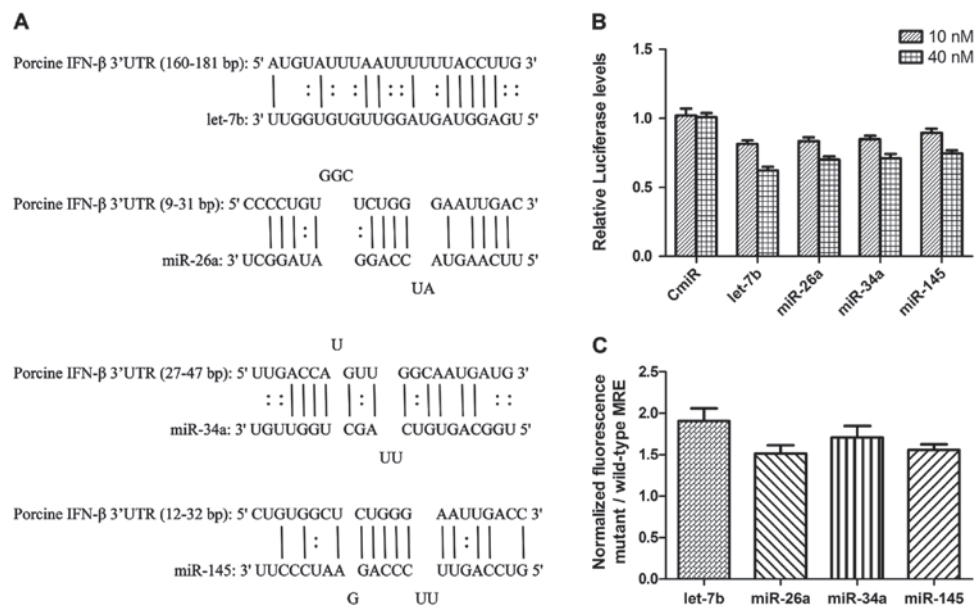 A
Porcine IFN-β 3’UTR (160-181 bp): 5' AUGUAUUUAAUUUUUUACCUUG 3'
let-7b: 3' UUGGUGUGUUGGAUGAUGGAGU 5'
GGC
Porcine IFN-β 3’UTR (9-31 bp): 5' CCCCUGU UCUGG GAAUUGAC 3'
miR-26a: 3' UCGGAUA GGACC AUGAACUU 5'
UA
U
Porcine IFN-β 3’UTR (27-47 bp): 5' UUGACCA GUU GGCAAUGAUG 3'
miR-34a: 3' UGUUGGU CGA CUGUGACGGU 5'
UU
Porcine IFN-β 3’UTR (12-32 bp): 5' CUGUGGCU CUGGG AAUUGACC 3'
miR-145: 3' UUCCCUAA GACCC UUGACCUG 5'
G UU
B
Relative Luciferase levels
1.5
1.0
0.5
0.0
10 nM
40 nM
CmiR
let-7b
miR-26a
miR-34a
miR-145
C
Normalized fluorescence
mutant / wild-type MRE
2.5
2.0
1.5
1.0
0.5
0.0
let-7b
miR-26a
miR-34a
miR-145